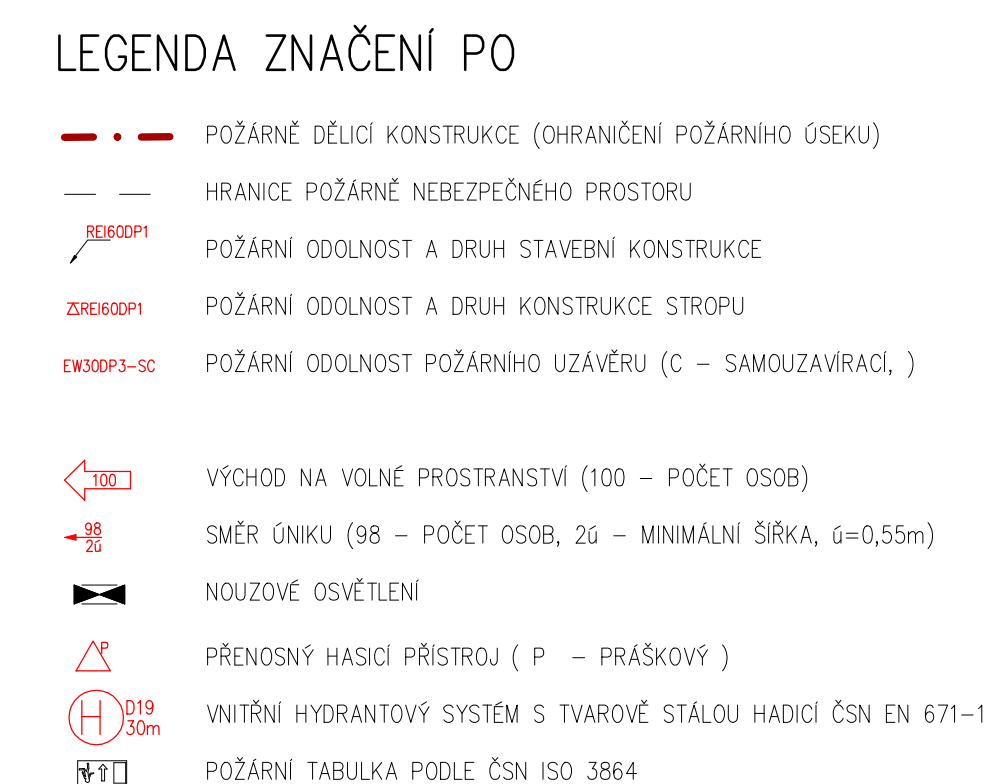 LEGENDA ZNAČENÍ PO
POŽÁRNĚ DĚLICÍ KONSTRUKCE (OHRANIČENÍ POŽÁRNÍHO ÚSEKU)
HRANICE POŽÁRNĚ NEBEZPEČNÉHO PROSTORU
REI60DP1
POŽÁRNÍ ODOLNOST A DRUH STAVEBNÍ KONSTRUKCE
REI60DP1 POŽÁRNÍ ODOLNOST A DRUH KONSTRUKCE STROPU
EW30DP3-SC POŽÁRNÍ ODOLNOST POŽÁRNÍHO UZÁVĚRU (C – SAMOUZAVÍRACÍ, )
100 VÝCHOD NA VOLNÉ PROSTRANSTVÍ (100 – POČET OSOB)
98
2ú
SMĚR ÚNIKU (98 – POČET OSOB, 2ú – MINIMÁLNÍ ŠÍŘKA, ú=0,55m)
NOUZOVÉ OSVĚTLENÍ
P
PŘENOSNÝ HASICÍ PŘÍSTROJ ( P – PRÁŠKOVÝ )
H D19
30m
VNITŘNÍ HYDRANTOVÝ SYSTÉM S TVAROVĚ STÁLOU HADICÍ ČSN EN 671-1
POŽÁRNÍ TABULKA PODLE ČSN ISO 3864